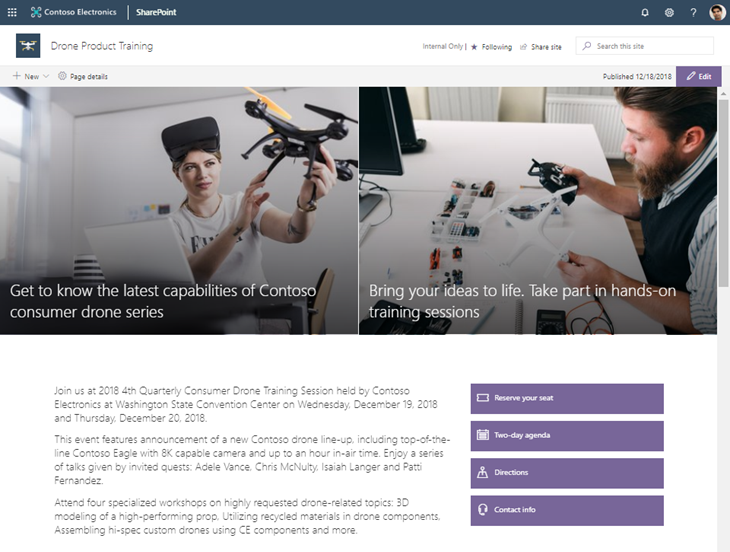 Contoso Electronics SharePoint ?
Drone Product Training Internal Only | Following Share site Search this site
New Page details Published 12/18/2018 Edit
Get to know the latest capabilities of Contoso
consumer drone series
Bring your ideas to life. Take part in hands-on
training sessions
Join us at 2018 4th Quarterly Consumer Drone Training Session held by Contoso
Electronics at Washington State Convention Center on Wednesday, December 19, 2018
and Thursday, December 20, 2018.
This event features announcement of a new Contoso drone line-up, including top-of-the-
line Contoso Eagle with 8K capable camera and up to an hour in-air time. Enjoy a series
of talks given by invited quests: Adele Vance, Chris McNulty, Isaiah Langer and Patti
Fernandez.
Attend four specialized workshops on highly requested drone-related topics: 3D
modeling of a high-performing prop, Utilizing recycled materials in drone components,
Assembling hi-spec custom drones using CE components and more.
Reserve your seat
Two-day agenda
Directions
Contact info